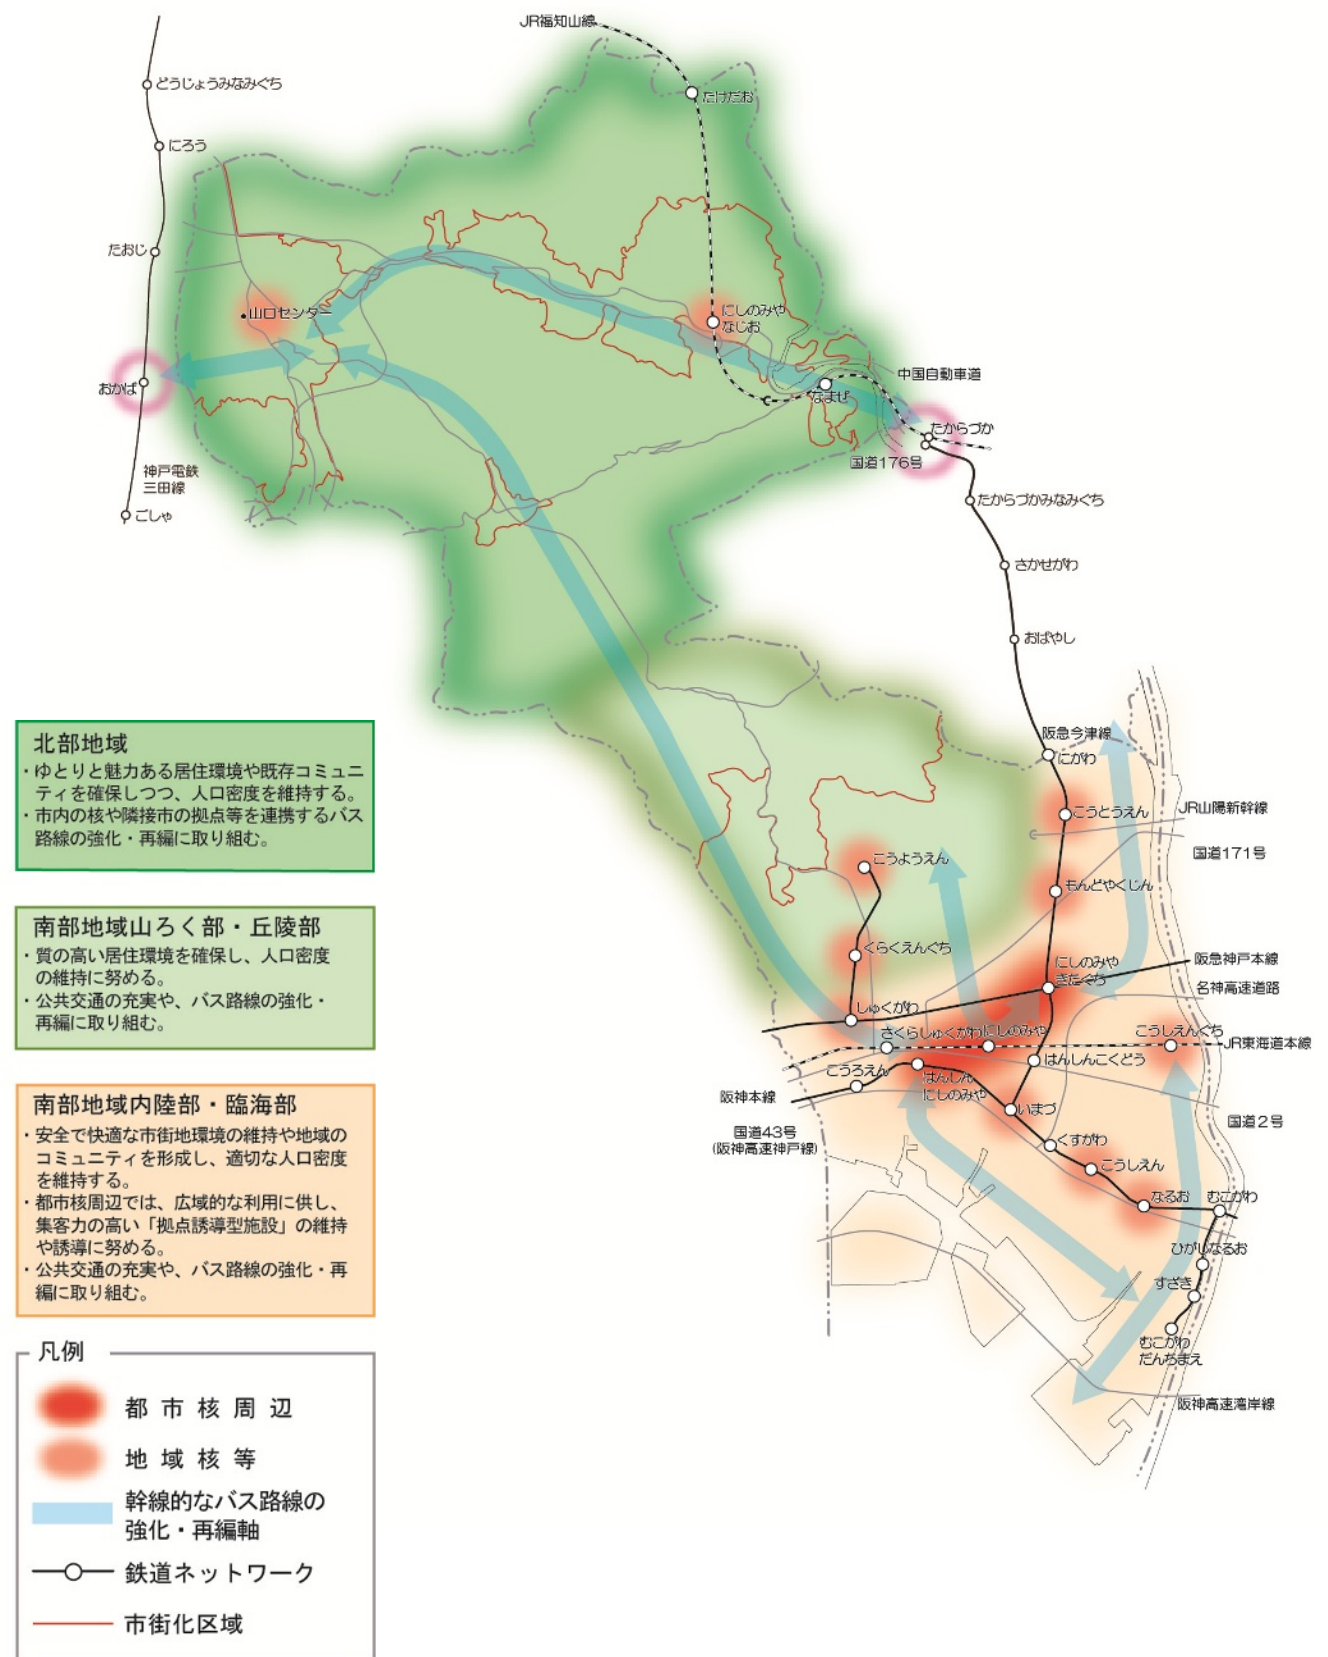 JR福知山線
どうじょうみなみぐち
たけだお
にろう
たおじ
山口センター
にしのみや
なじお
中国自動車道
おかば
なまぜ
たからづか
国道176号
神戸電鉄
三田線
たからづかみなみぐち
ごしゃ
さかせがわ
おばやし
阪急今津線
にがわ
こうとうえん
JR山陽新幹線
国道171号
こうようえん
もんどやくじん
くらくえんぐち
にしのみや
きたぐち
阪急神戸本線
名神高速道路
しゅくがわ
さくらしゅくがわ
にしのみや
こうしえんぐち
JR東海道本線
はんしんこくどう
こうろえん
はんしん
にしのみや
阪神本線
いまづ
国道2号
国道43号
(阪神高速神戸線)
くすがわ
こうしえん
なるお
むこがわ
ひがしなるお
すざき
むこがわ
だんちまえ
阪神高速湾岸線
北部地域
・ゆとりと魅力ある居住環境や既存コミュニ
ティを確保しつつ、人口密度を維持する。
・市内の核や隣接市の拠点等を連携するバス
路線の強化・再編に取り組む。
南部地域山ろく部・丘陵部
・質の高い居住環境を確保し、人口密度
の維持に努める。
・公共交通の充実や、バス路線の強化・
再編に取り組む。
南部地域内陸部・臨海部
・安全で快適な市街地環境の維持や地域の
コミュニティを形成し、適切な人口密度
を維持する。
・都市核周辺では、広域的な利用に供し、
集客力の高い「拠点誘導型施設」の維持
や誘導に努める。
・公共交通の充実や、バス路線の強化・再
編に取り組む。
凡例
都市核周辺
地域核等
幹線的なバス路線の
強化・再編軸
鉄道ネットワーク
市街化区域